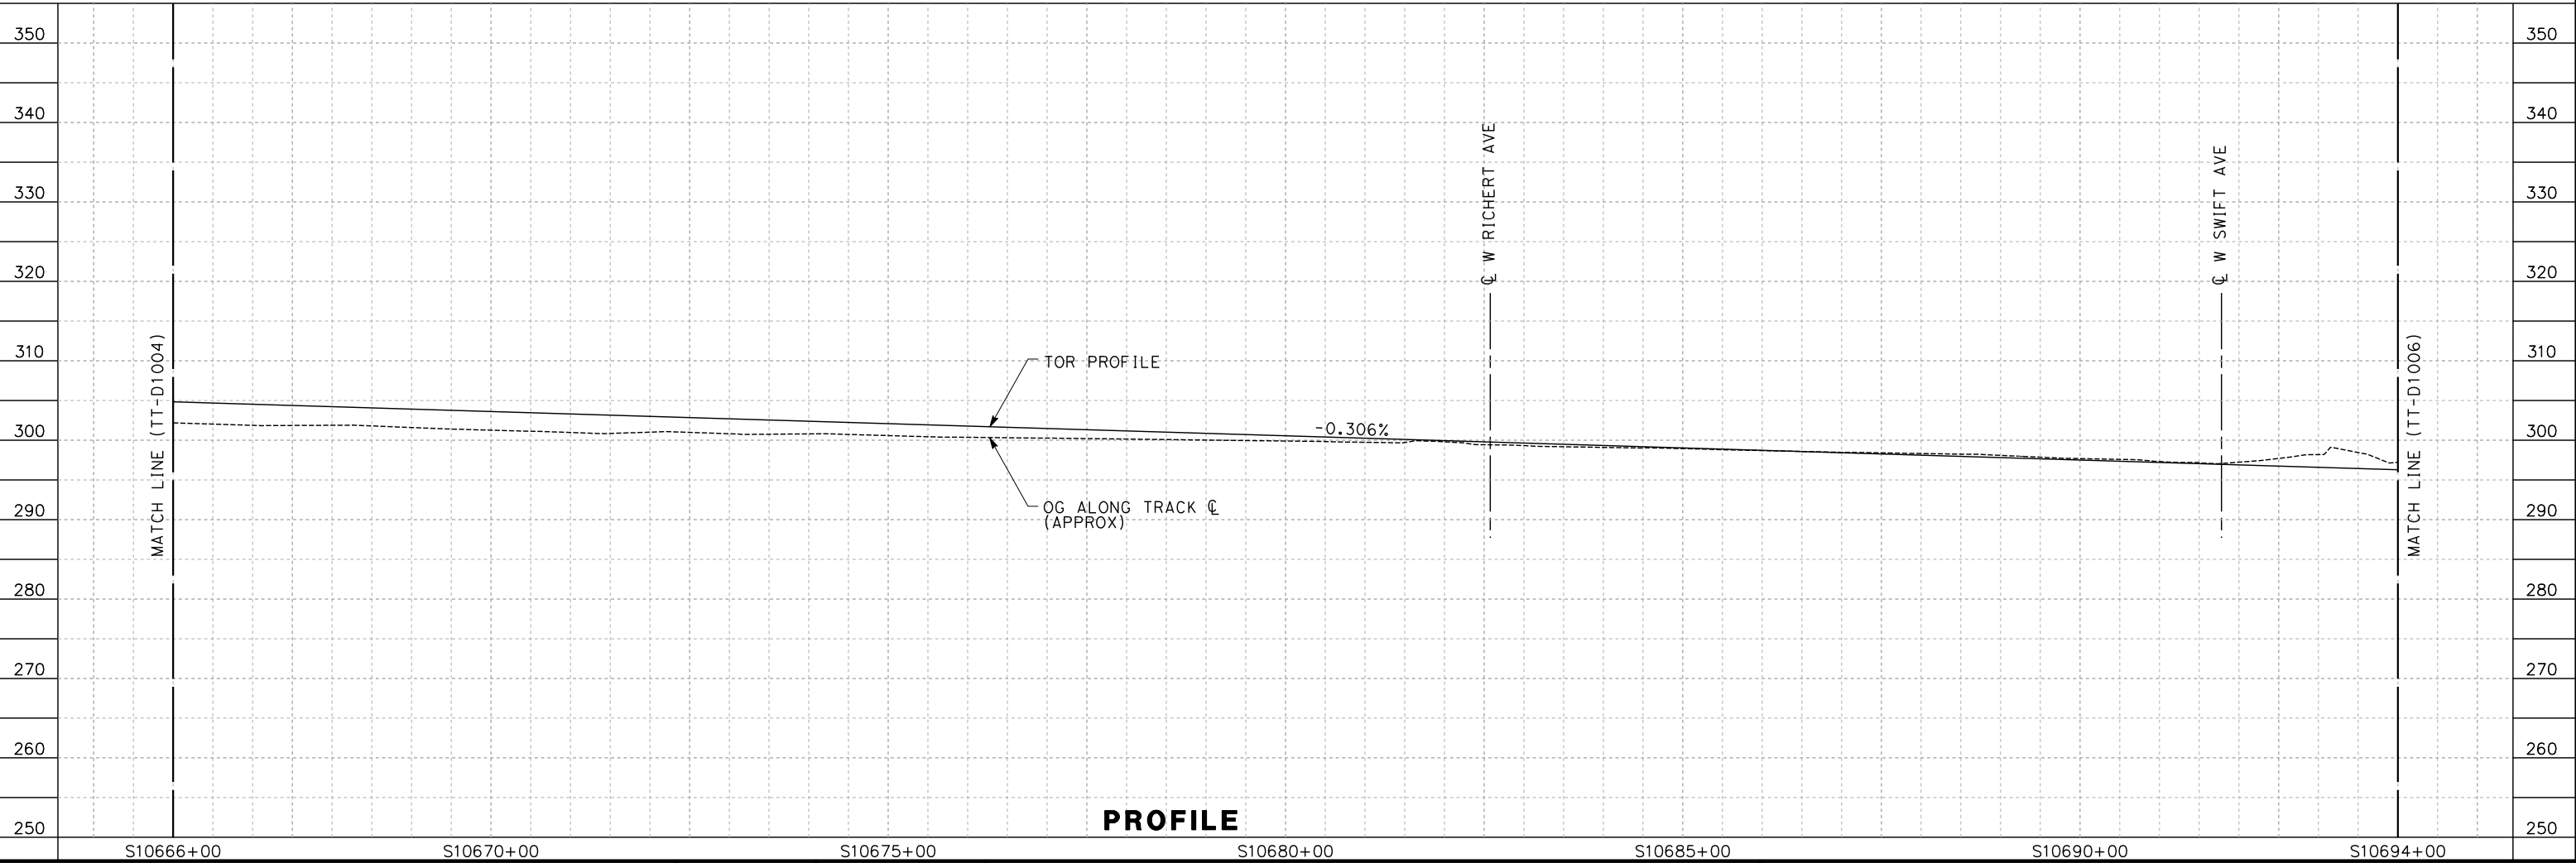 350
340
330
320
310
300
290
280
270
260
250
MATCH LINE (TT-D1004)
TOR PROFILE
OG ALONG TRACK ℄
(APPROX)
-0.306%
℄ W RICHERT AVE
℄ W SWIFT AVE
MATCH LINE (TT-D1006)
350
340
330
320
310
300
290
280
270
260
250
PROFILE
S10666+00
S10670+00
S10675+00
S10680+00
S10685+00
S10690+00
S10694+00